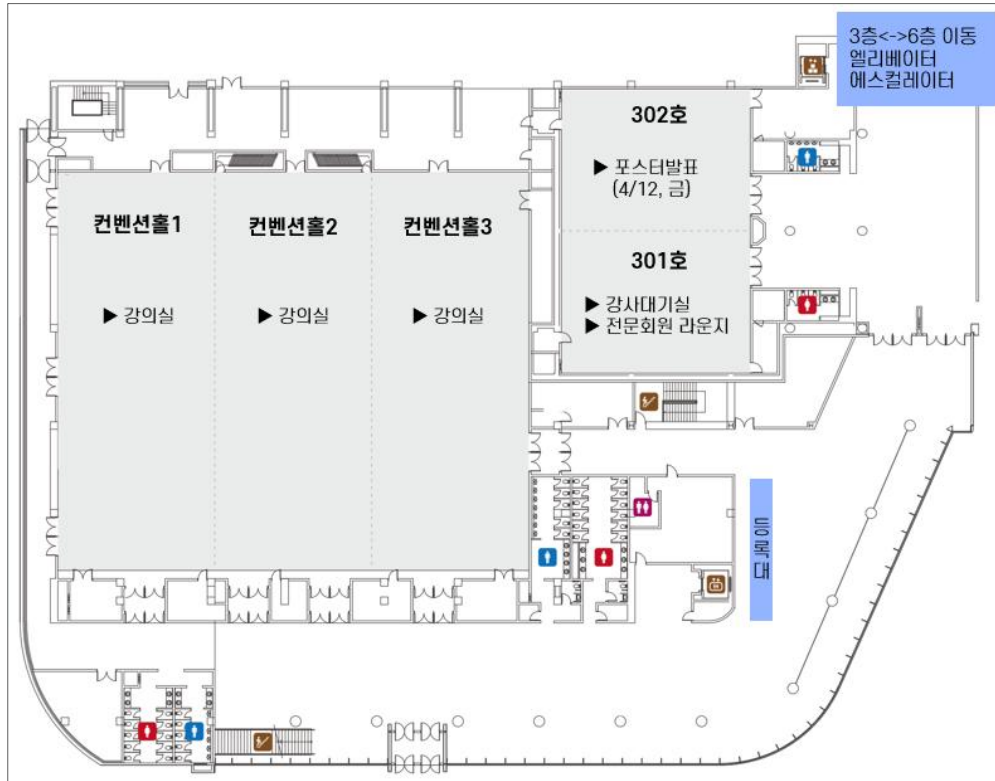 3층<->6층 이동
엘리베이터
에스컬레이터
302호
▶ 포스터발표
(4/12, 금)
컨벤션홀1
컨벤션홀2
컨벤션홀3
301호
▶ 강의실
▶ 강의실
▶ 강의실
▶ 강사대기실
▶ 전문회원 라운지
등록대